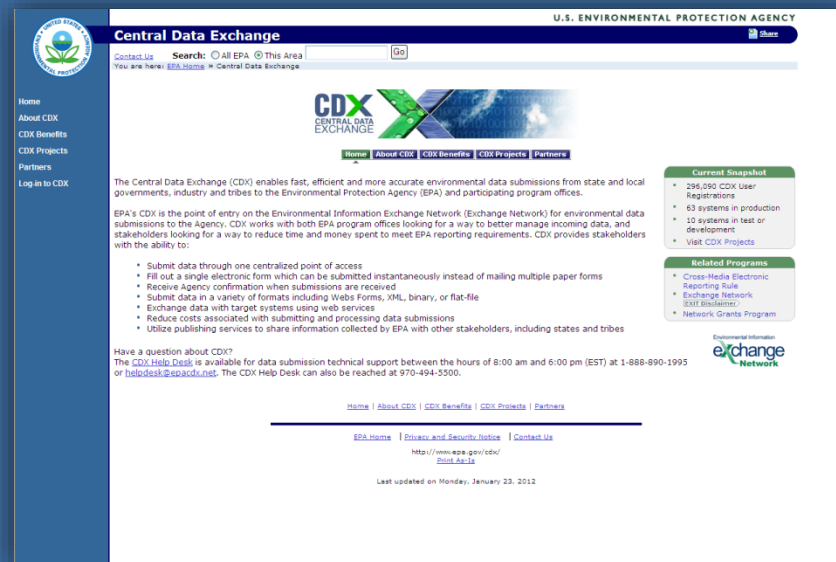 U.S. ENVIRONMENTAL PROTECTION AGENCY
UNITED STATES
Central Data Exchange
Share
Contact Us Search: All EPA This Area Go
You are here: EPA Home » Central Data Exchange
Home
About CDX
CDX Benefits
CDX Projects
Partners
Log-in to CDX
CDX
CENTRAL DATA
EXCHANGE
Home About CDX CDX Benefits CDX Projects Partners
The Central Data Exchange (CDX) enables fast, efficient and more accurate environmental data submissions from state and local
governments, industry and tribes to the Environmental Protection Agency (EPA) and participating program offices.
EPA's CDX is the point of entry on the Environmental Information Exchange Network (Exchange Network) for environmental data
submissions to the Agency. CDX works with both EPA program offices looking for a way to better manage incoming data, and
stakeholders looking for a way to reduce time and money spent to meet EPA reporting requirements. CDX provides stakeholders
with the ability to:
• Submit data through one centralized point of access
• Fill out a single electronic form which can be submitted instantaneously instead of mailing multiple paper forms
• Receive Agency confirmation when submissions are received
• Submit data in a variety of formats including Webs Forms, XML, binary, or flat-file
• Exchange data with target systems using web services
• Reduce costs associated with submitting and processing data submissions
• Utilize publishing services to share information collected by EPA with other stakeholders, including states and tribes
Have a question about CDX?
The CDX Help Desk is available for data submission technical support between the hours of 8:00 am and 6:00 pm (EST) at 1-888-890-1995
or helpdesk@epacdx.net. The CDX Help Desk can also be reached at 970-494-5500.
Current Snapshot
• 296,090 CDX User
Registrations
• 63 systems in production
• 10 systems in test or
development
• Visit CDX Projects
Related Programs
• Cross-Media Electronic
Reporting Rule
• Exchange Network
EXIT Disclaimer
• Network Grants Program
Environmental Information
exchange
Network
Home | About CDX | CDX Benefits | CDX Projects | Partners
EPA Home | Privacy and Security Notice | Contact Us
http://www.epa.gov/cdx/
Print As-Is
Last updated on Monday, January 23, 2012